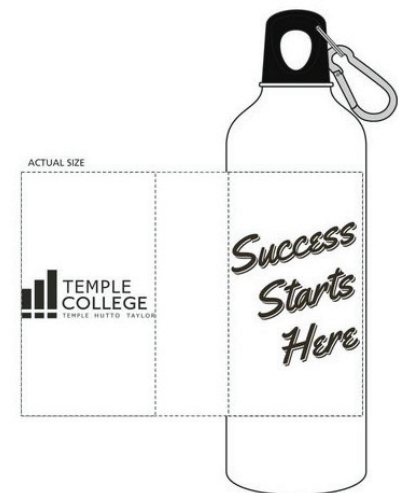 ACTUAL SIZE
TEMPLE
COLLEGE
TEMPLE HUTTO TAYLOR
Success
Starts
Here